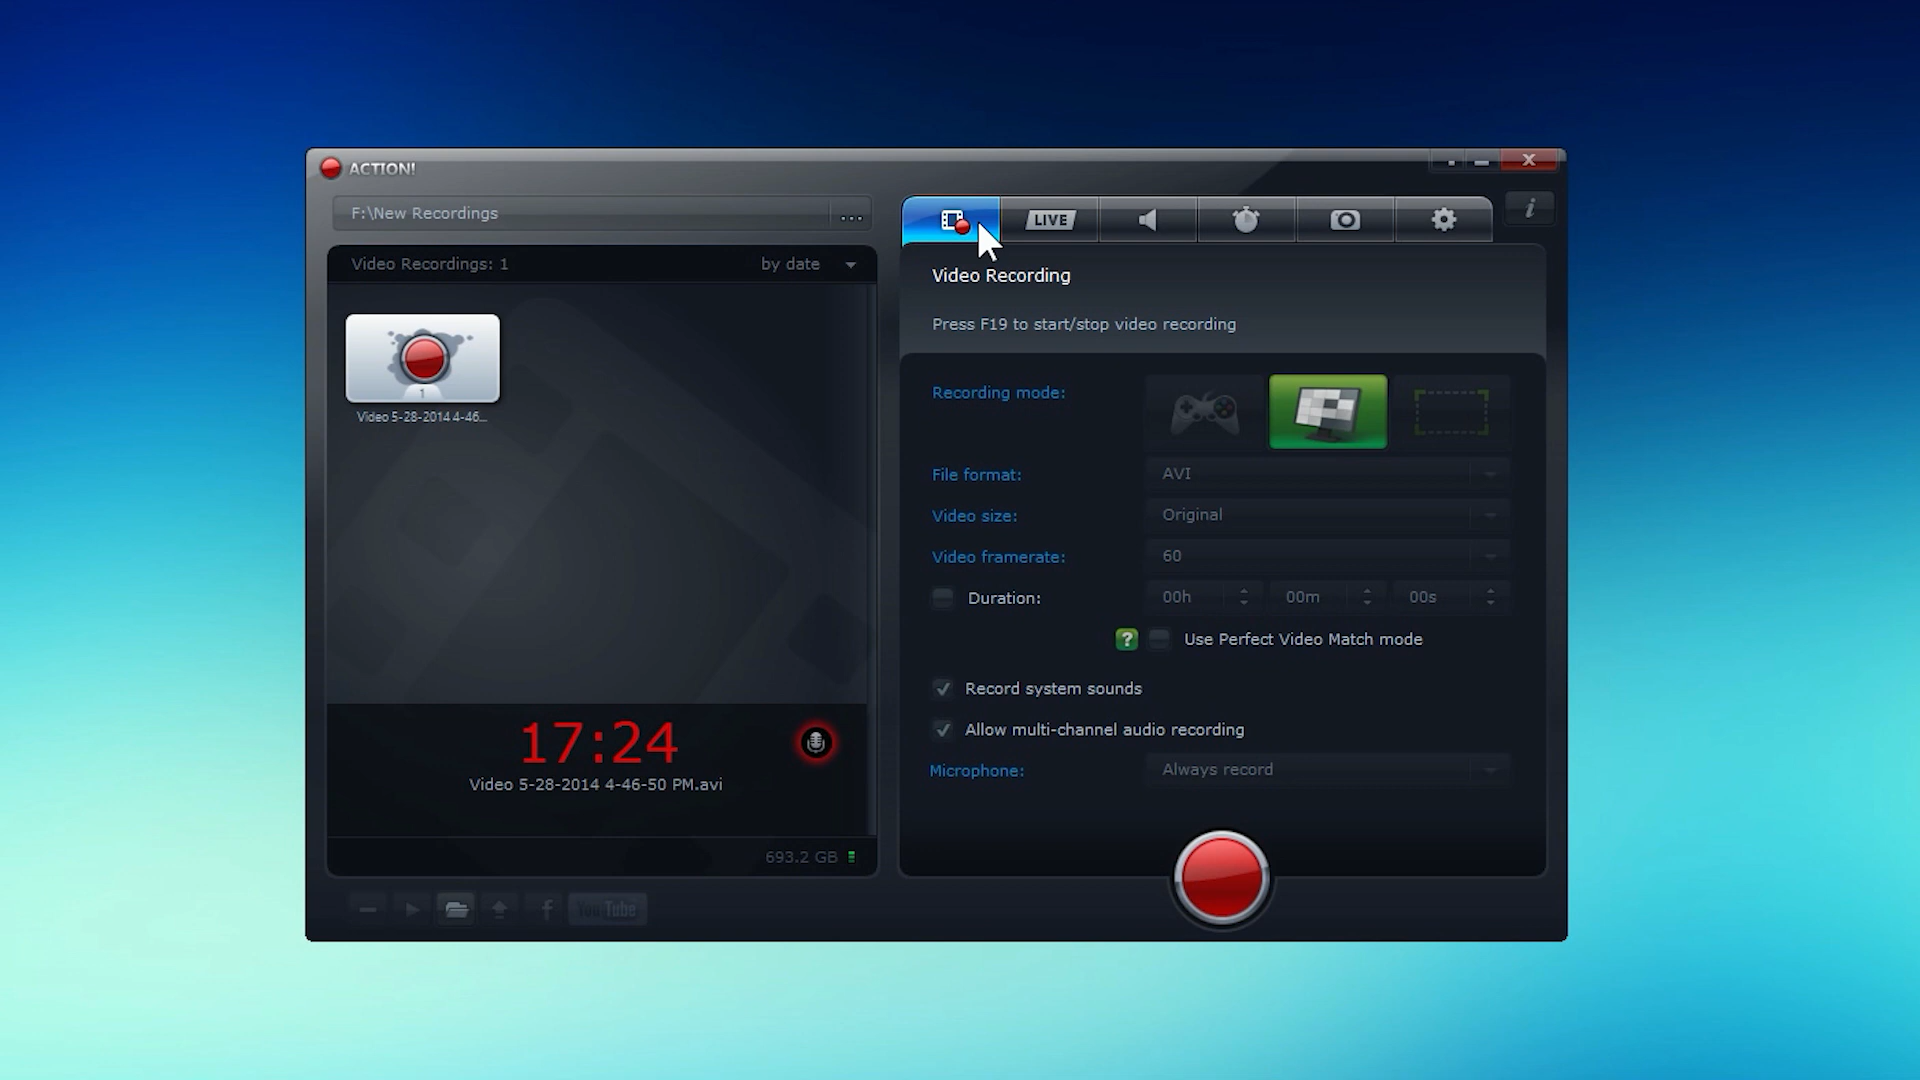 ACTION!
F:\New Recordings
...
LIVE
i
Video Recordings: 1
by date
Video Recording
Press F19 to start/stop video recording
1
Video 5-28-2014 4-46...
Recording mode:
File format:
AVI
Video size:
Original
Video framerate:
60
Duration:
00h
00m
00s
?
Use Perfect Video Match mode
Record system sounds
Allow multi-channel audio recording
Microphone:
Always record
17:24
Video 5-28-2014 4-46-50 PM.avi
693.2 GB
f
YouTube